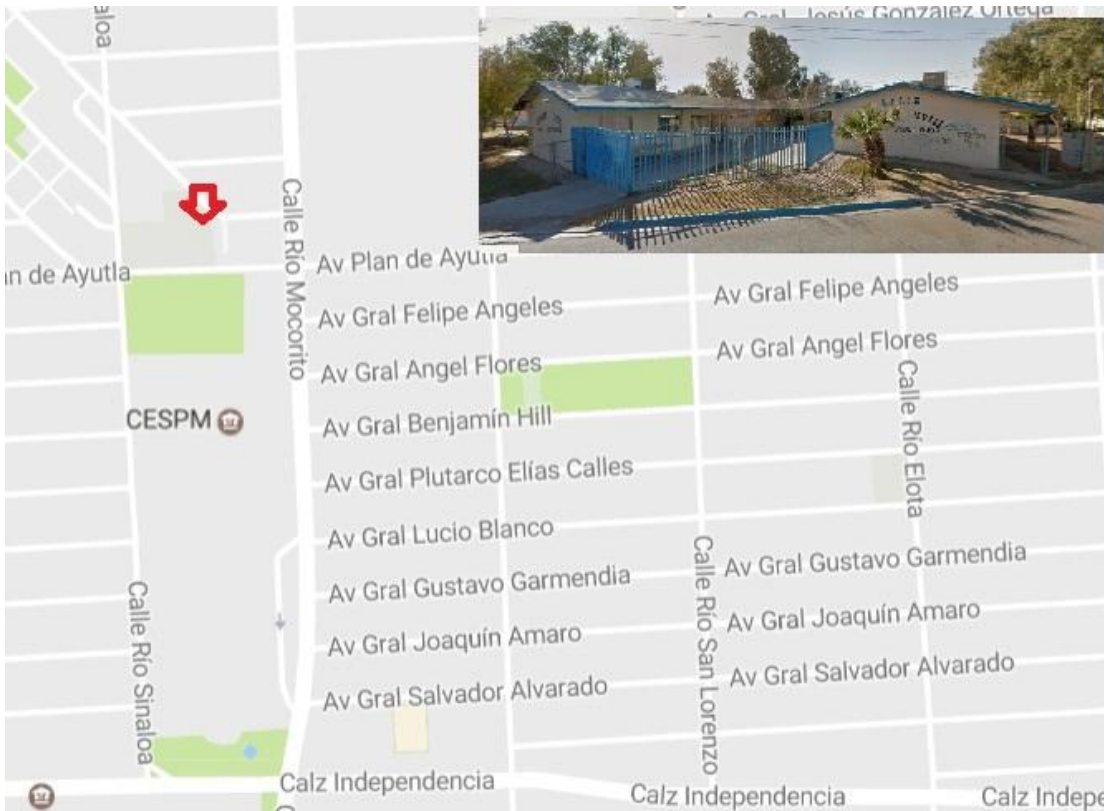 aloa
Av Gral Jesús González Ortega
Calle Río Mocorito
n de Ayutla
Av Plan de Ayutla
Av Gral Felipe Angeles
Av Gral Felipe Angeles
Av Gral Angel Flores
Av Gral Angel Flores
Calle Río Elota
CESPM
Av Gral Benjamín Hill
Av Gral Plutarco Elías Calles
Av Gral Lucio Blanco
Calle Río San Lorenzo
Av Gral Gustavo Garmendia
Av Gral Gustavo Garmendia
Calle Río Sinaloa
Av Gral Joaquín Amaro
Av Gral Joaquín Amaro
Av Gral Salvador Alvarado
Av Gral Salvador Alvarado
Calz Independencia
Calz Independencia
Calz Indepe